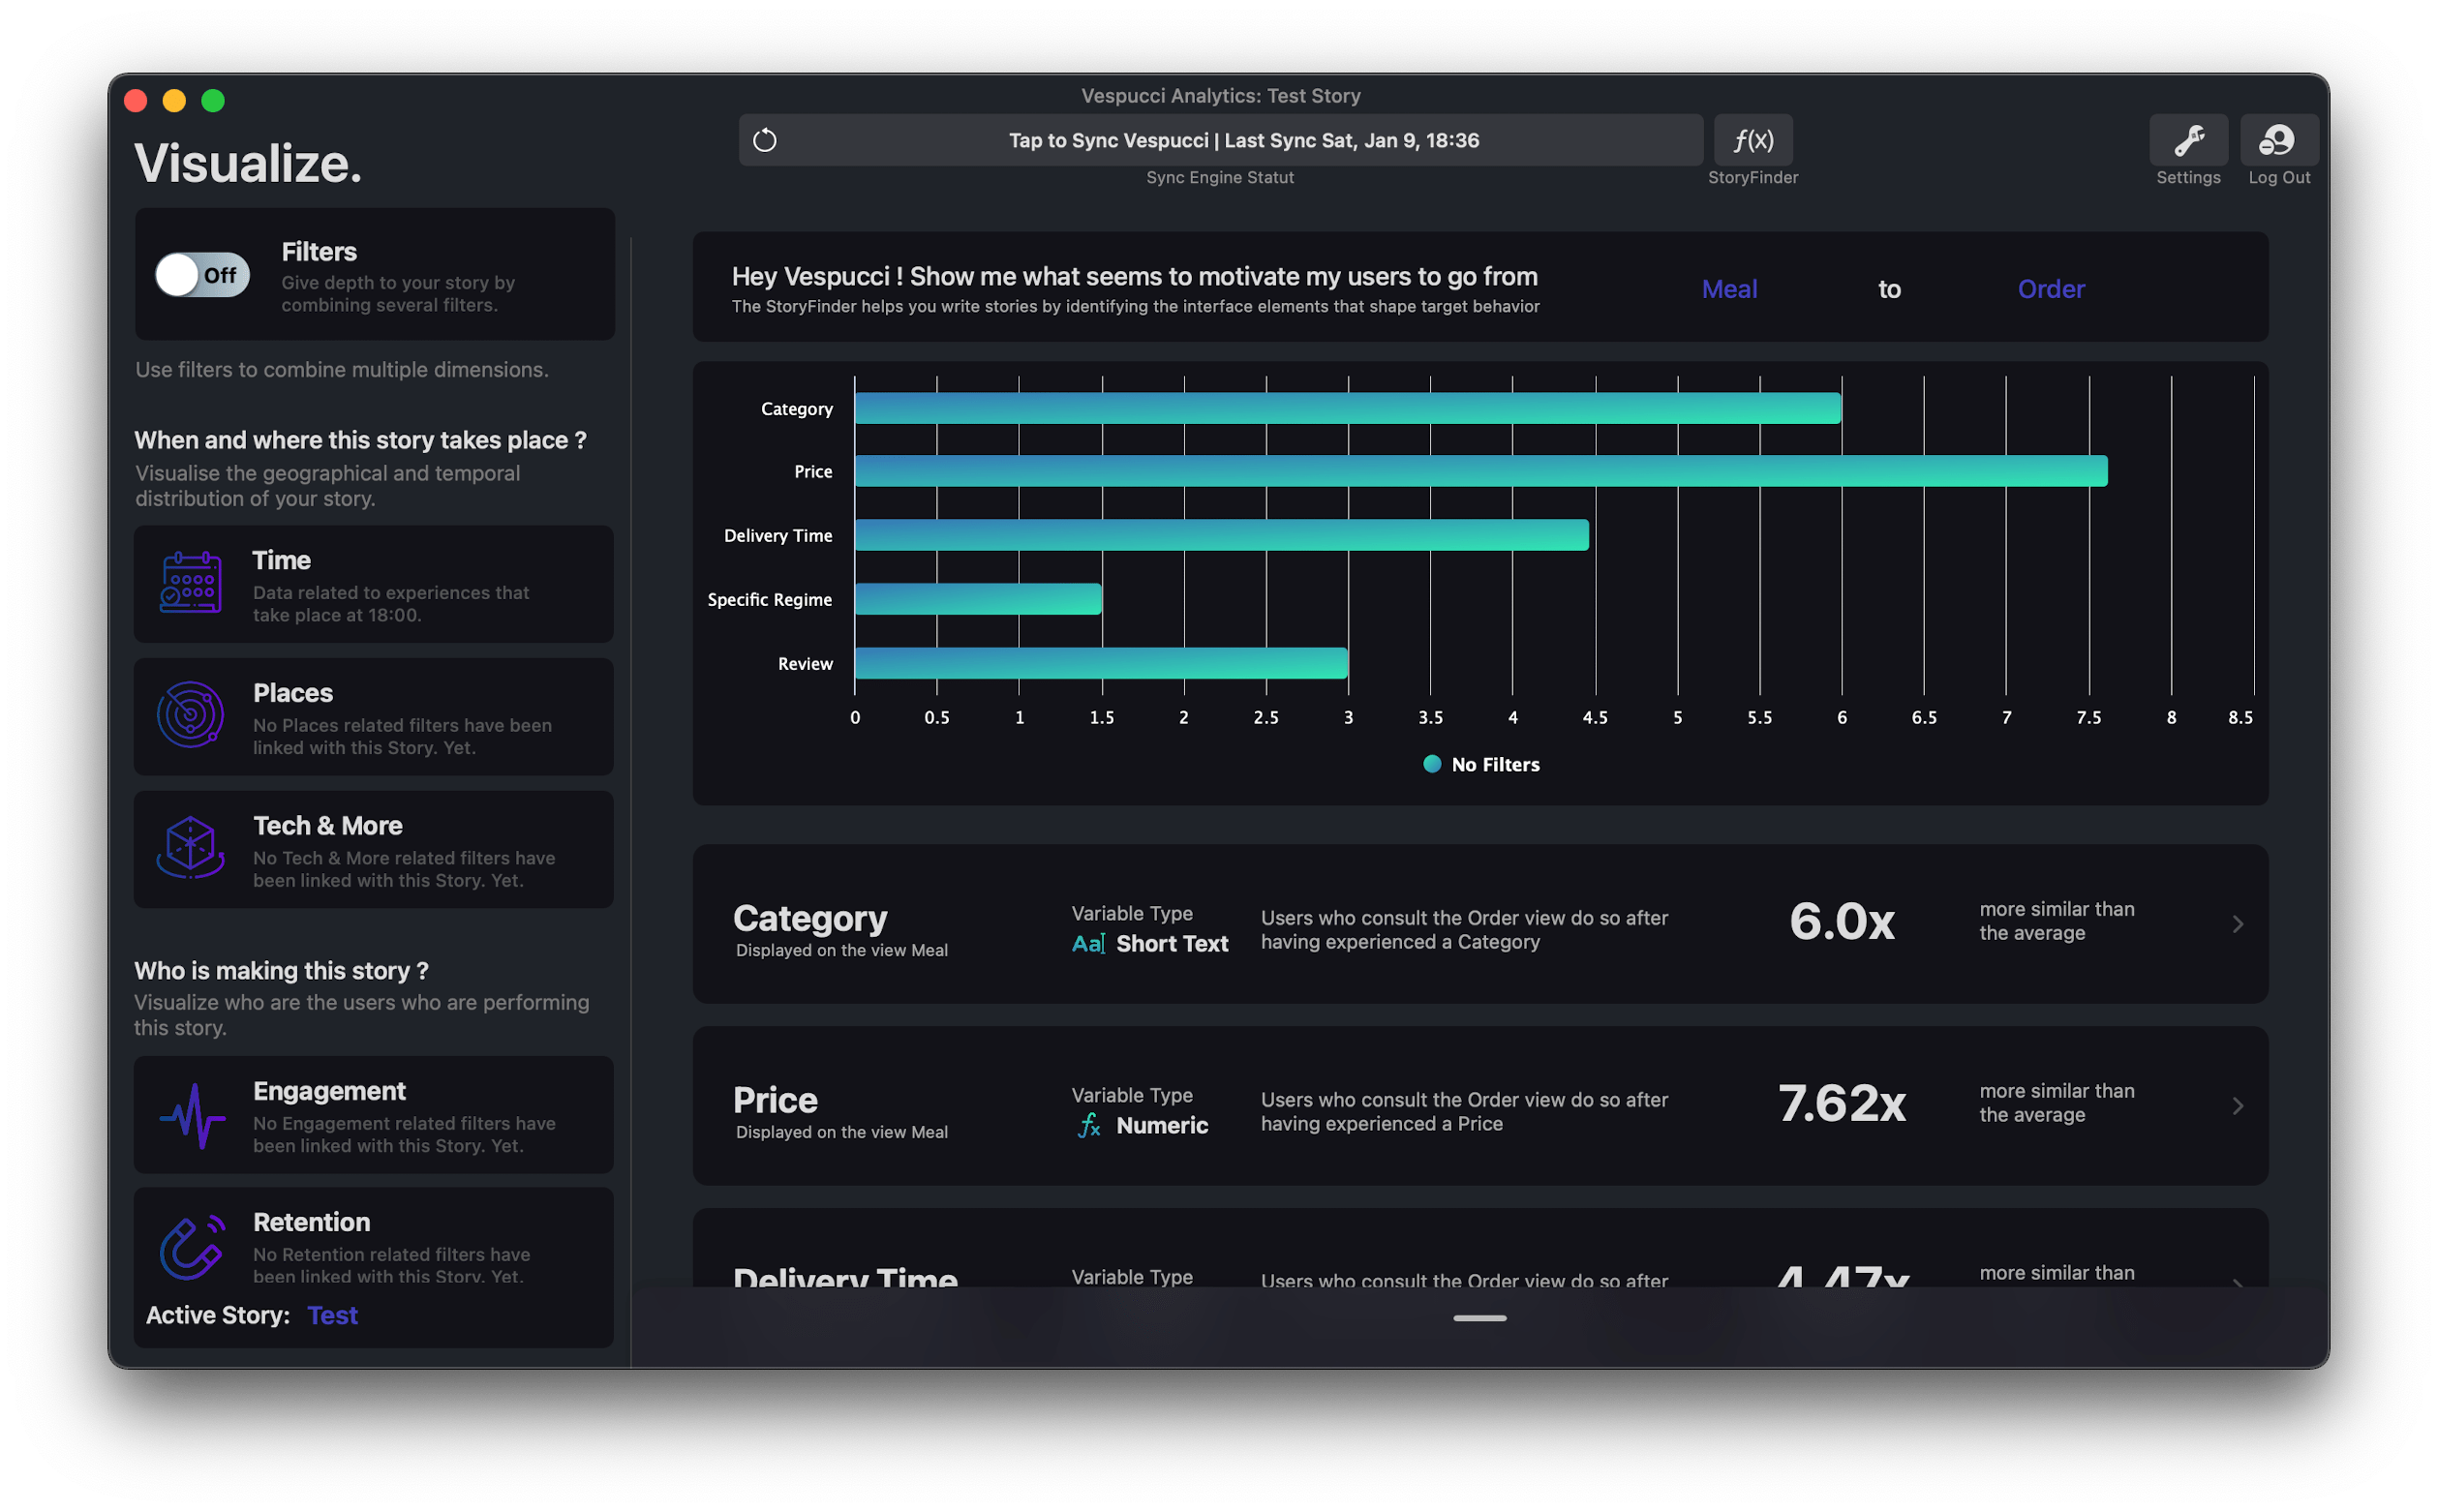 Vespucci Analytics: Test Story
Visualize.
Tap to Sync Vespucci | Last Sync Sat, Jan 9, 18:36
Sync Engine Statut
ƒ(x)
StoryFinder
Settings
Log Out
Off
Filters
Give depth to your story by
combining several filters.
Use filters to combine multiple dimensions.
When and where this story takes place ?
Visualise the geographical and temporal
distribution of your story.
Time
Data related to experiences that
take place at 18:00.
Places
No Places related filters have been
linked with this Story. Yet.
Tech & More
No Tech & More related filters have
been linked with this Story. Yet.
Who is making this story ?
Visualize who are the users who are performing
this story.
Engagement
No Engagement related filters have
been linked with this Story. Yet.
Retention
No Retention related filters have
been linked with this Story. Yet.
Active Story: Test
Hey Vespucci ! Show me what seems to motivate my users to go from
The StoryFinder helps you write stories by identifying the interface elements that shape target behavior
Meal to Order
Category
Price
Delivery Time
Specific Regime
Review
0 0.5 1 1.5 2 2.5 3 3.5 4 4.5 5 5.5 6 6.5 7 7.5 8 8.5
No Filters
Category
Displayed on the view Meal
Variable Type
Aa Short Text
Users who consult the Order view do so after
having experienced a Category
6.0x
more similar than
the average
Price
Displayed on the view Meal
Variable Type
fx Numeric
Users who consult the Order view do so after
having experienced a Price
7.62x
more similar than
the average
Delivery Time
Variable Type
Users who consult the Order view do so after
4.47x
more similar than